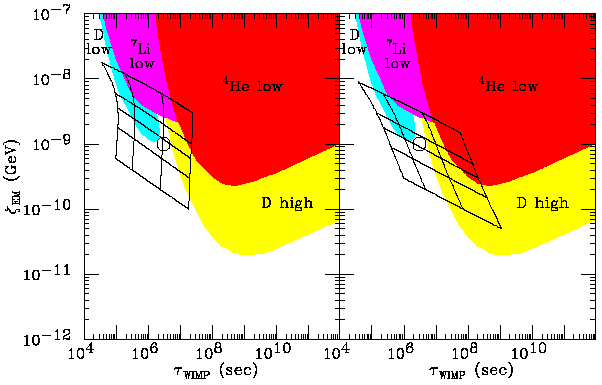 10⁻⁷
10⁻⁸
10⁻⁹
10⁻¹⁰
10⁻¹¹
10⁻¹²
ζ_EM (GeV)
D
low
⁷Li
low
⁴He low
D high
D
low
⁷Li
low
⁴He low
D high
10⁴ 10⁶ 10⁸ 10¹⁰ 10⁴ 10⁶ 10⁸ 10¹⁰
τ_WIMP (sec) τ_WIMP (sec)